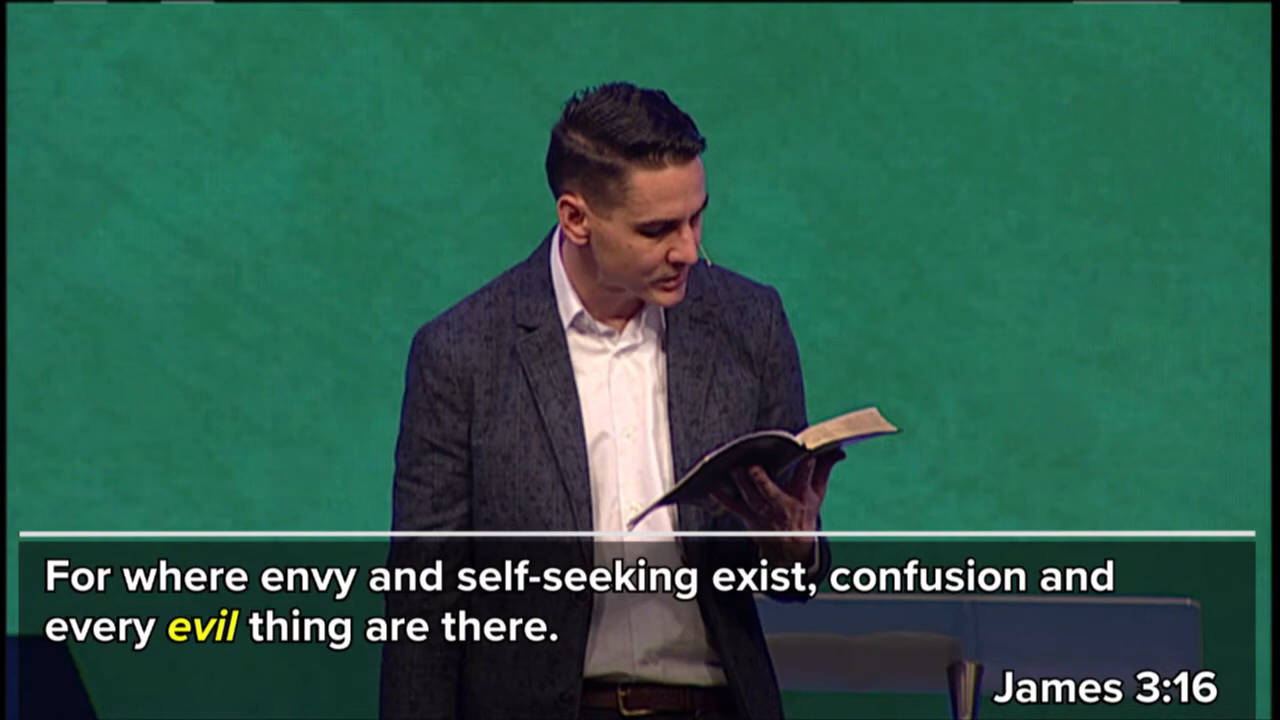 For where envy and self-seeking exist, confusion and
every evil thing are there.
James 3:16